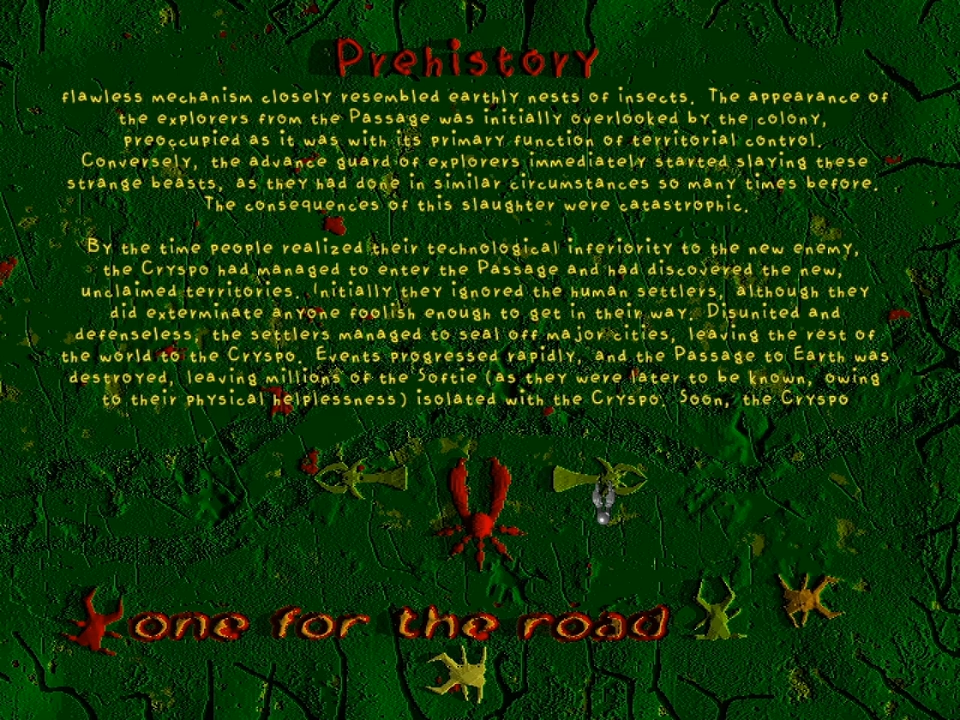 Prehistory
flawless mechanism closely resembled earthly nests of insects. The appearance of
the explorers from the Passage was initially overlooked by the colony,
preoccupied as it was with its primary function of territorial control.
Conversely, the advance guard of explorers immediately started slaying these
strange beasts, as they had done in similar circumstances so many times before.
The consequences of this slaughter were catastrophic.
By the time people realized their technological inferiority to the new enemy,
the Cryspo had managed to enter the Passage and had discovered the new,
unclaimed territories. Initially they ignored the human settlers, although they
did exterminate anyone foolish enough to get in their way. Disunited and
defenseless, the settlers managed to seal off major cities, leaving the rest of
the world to the Cryspo. Events progressed rapidly, and the Passage to Earth was
destroyed, leaving millions of the Softie (as they were later to be known, owing
to their physical helplessness) isolated with the Cryspo. Soon, the Cryspo
one for the road